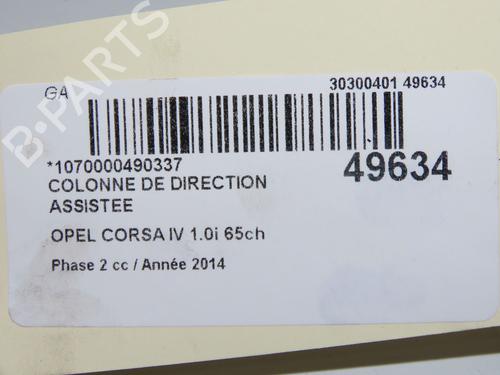 GA
30300401 49634
*1070000490337
49634
COLONNE DE DIRECTION
ASSISTEE
OPEL CORSA IV 1.0i 65ch
Phase 2 cc / Année 2014
B-PARTS